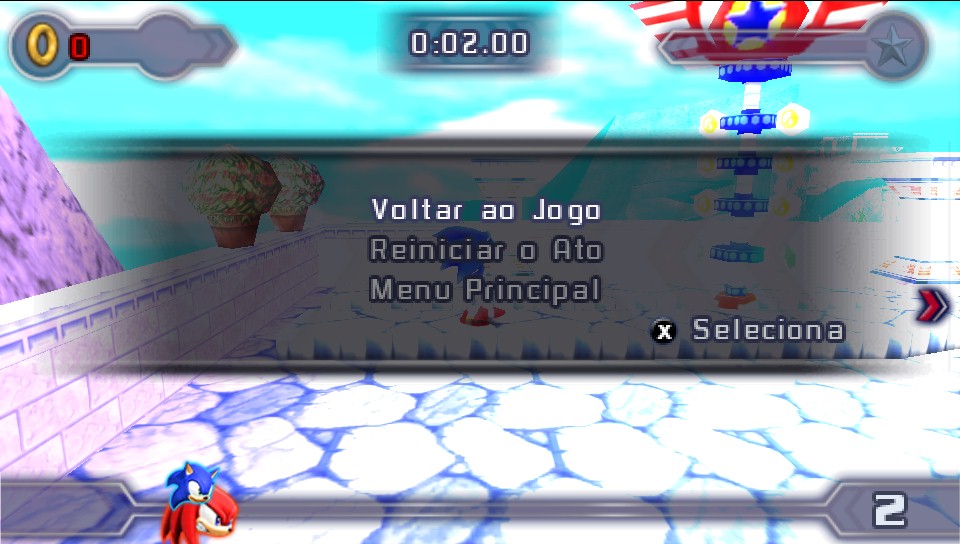 0
0:02.00
Voltar ao Jogo
Reiniciar o Ato
Menu Principal
X Seleciona
2